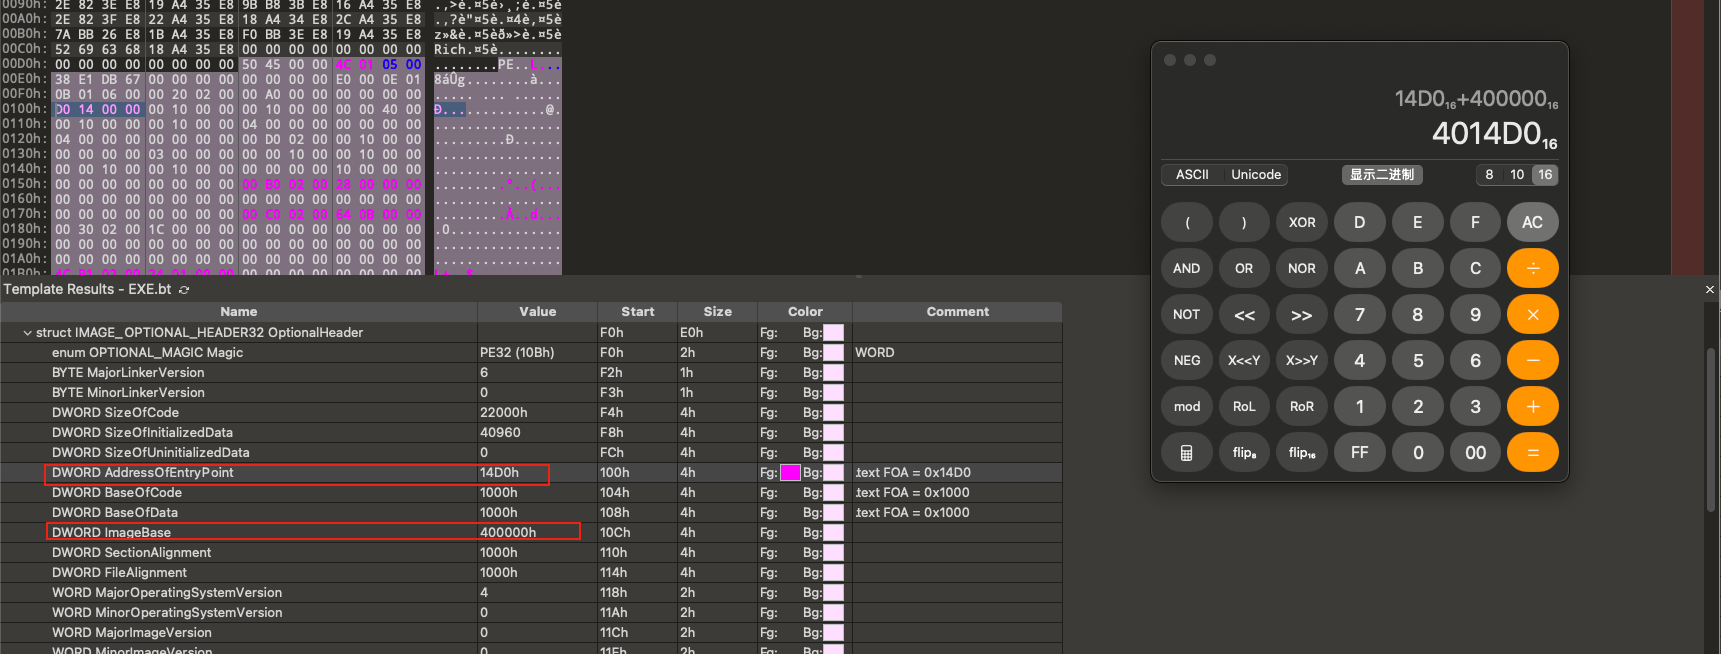 0090h: 2E 82 3E E8 19 A4 35 E8 9B B8 3B E8 16 A4 35 E8 .‚>è.¤5è›¸;è.¤5è
00A0h: 2E 82 3F E8 22 A4 35 E8 18 A4 34 E8 2C A4 35 E8 .‚?è"¤5è.¤4è,¤5è
00B0h: 7A BB 26 E8 1B A4 35 E8 F0 BB 3E E8 19 A4 35 E8 z»&è.¤5èð»>è.¤5è
00C0h: 52 69 63 68 18 A4 35 E8 00 00 00 00 00 00 00 00 Rich.¤5è........
00D0h: 00 00 00 00 00 00 00 00 50 45 00 00 4C 01 05 00 ........PE..L...
00E0h: 38 E1 DB 67 00 00 00 00 00 00 00 00 E0 00 0E 01 8áÛg........à...
00F0h: 0B 01 06 00 00 20 02 00 00 A0 00 00 00 00 00 00 ..... ... ......
0100h: D0 14 00 00 00 10 00 00 00 10 00 00 00 00 40 00 Ð.............@.
0110h: 00 10 00 00 00 10 00 00 04 00 00 00 00 00 00 00 ................
0120h: 04 00 00 00 00 00 00 00 00 D0 02 00 00 10 00 00 .........Ð......
0130h: 00 00 00 00 03 00 00 00 00 00 10 00 00 10 00 00 ................
0140h: 00 00 10 00 00 10 00 00 00 00 00 00 10 00 00 00 ................
0150h: 00 00 00 00 00 00 00 00 00 B0 02 00 28 00 00 00 .........°..(...
0160h: 00 00 00 00 00 00 00 00 00 00 00 00 00 00 00 00 ................
0170h: 00 00 00 00 00 00 00 00 00 C0 02 00 64 0B 00 00 .........À..d...
0180h: 00 30 02 00 1C 00 00 00 00 00 00 00 00 00 00 00 .0..............
0190h: 00 00 00 00 00 00 00 00 00 00 00 00 00 00 00 00 ................
01A0h: 00 00 00 00 00 00 00 00 00 00 00 00 00 00 00 00 ................
01B0h:
14D0₁₆+400000₁₆
4014D0₁₆
ASCII Unicode 显示二进制 8 10 16
( ) XOR D E F AC
AND OR NOR A B C ÷
NOT << >> 7 8 9 ×
NEG X<<Y X>>Y 4 5 6 −
mod RoL RoR 1 2 3 +
flip₈ flip₁₆ FF 0 00 =
Template Results - EXE.bt
Name Value Start Size Color Comment
struct IMAGE_OPTIONAL_HEADER32 OptionalHeader F0h E0h Fg: Bg:
enum OPTIONAL_MAGIC Magic PE32 (10Bh) F0h 2h Fg: Bg: WORD
BYTE MajorLinkerVersion 6 F2h 1h Fg: Bg:
BYTE MinorLinkerVersion 0 F3h 1h Fg: Bg:
DWORD SizeOfCode 22000h F4h 4h Fg: Bg:
DWORD SizeOfInitializedData 40960 F8h 4h Fg: Bg:
DWORD SizeOfUninitializedData 0 FCh 4h Fg: Bg:
DWORD AddressOfEntryPoint 14D0h 100h 4h Fg: Bg: .text FOA = 0x14D0
DWORD BaseOfCode 1000h 104h 4h Fg: Bg: .text FOA = 0x1000
DWORD BaseOfData 1000h 108h 4h Fg: Bg: .text FOA = 0x1000
DWORD ImageBase 400000h 10Ch 4h Fg: Bg:
DWORD SectionAlignment 1000h 110h 4h Fg: Bg:
DWORD FileAlignment 1000h 114h 4h Fg: Bg:
WORD MajorOperatingSystemVersion 4 118h 2h Fg: Bg:
WORD MinorOperatingSystemVersion 0 11Ah 2h Fg: Bg:
WORD MajorImageVersion 0 11Ch 2h Fg: Bg:
WORD MinorImageVersion 0 11Eh 2h Fg: Bg: